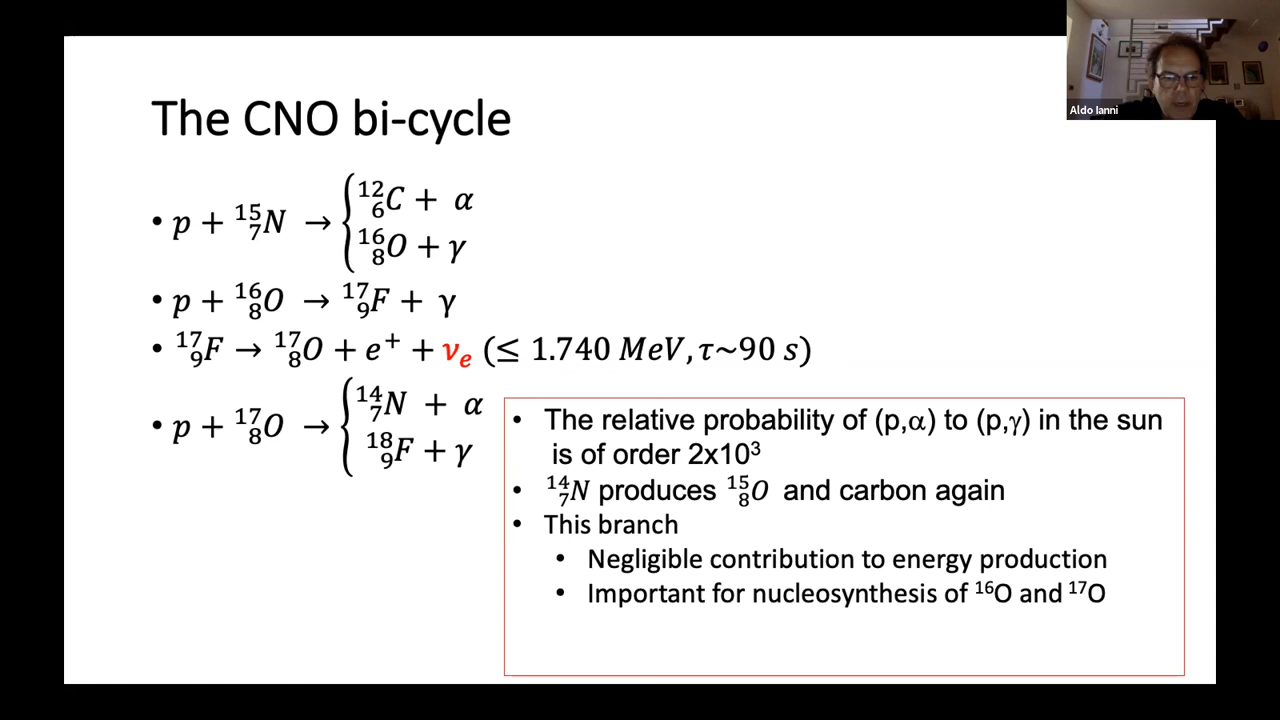 Aldo Ianni
The CNO bi-cycle
• p + ¹⁵₇N → { ¹²₆C + α
¹⁶₈O + γ
• p + ¹⁶₈O → ¹⁷₉F + γ
• ¹⁷₉F → ¹⁷₈O + e⁺ + νₑ (≤ 1.740 MeV, τ~90 s)
• p + ¹⁷₈O → { ¹⁴₇N + α
¹⁸₉F + γ
• The relative probability of (p,α) to (p,γ) in the sun
is of order 2x10³
• ¹⁴₇N produces ¹⁵₈O and carbon again
• This branch
• Negligible contribution to energy production
• Important for nucleosynthesis of ¹⁶O and ¹⁷O